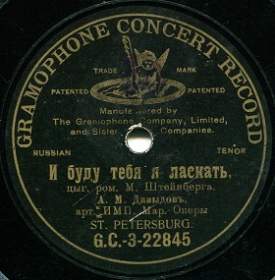 GRAMOPHONE CONCERT RECORD
TRADE MARK
PATENTED PATENTED
Manufactured by
The Gramophone Company, Limited,
and Sister Companies.
RUSSIAN TENOR
И буду тебя я ласкать,
цыг. ром. М. Штейнберга.
А. М. Давыдовъ,
арт. ИМП. Мар. Оперы
ST. PETERSBURG.
G.C.-3-22845